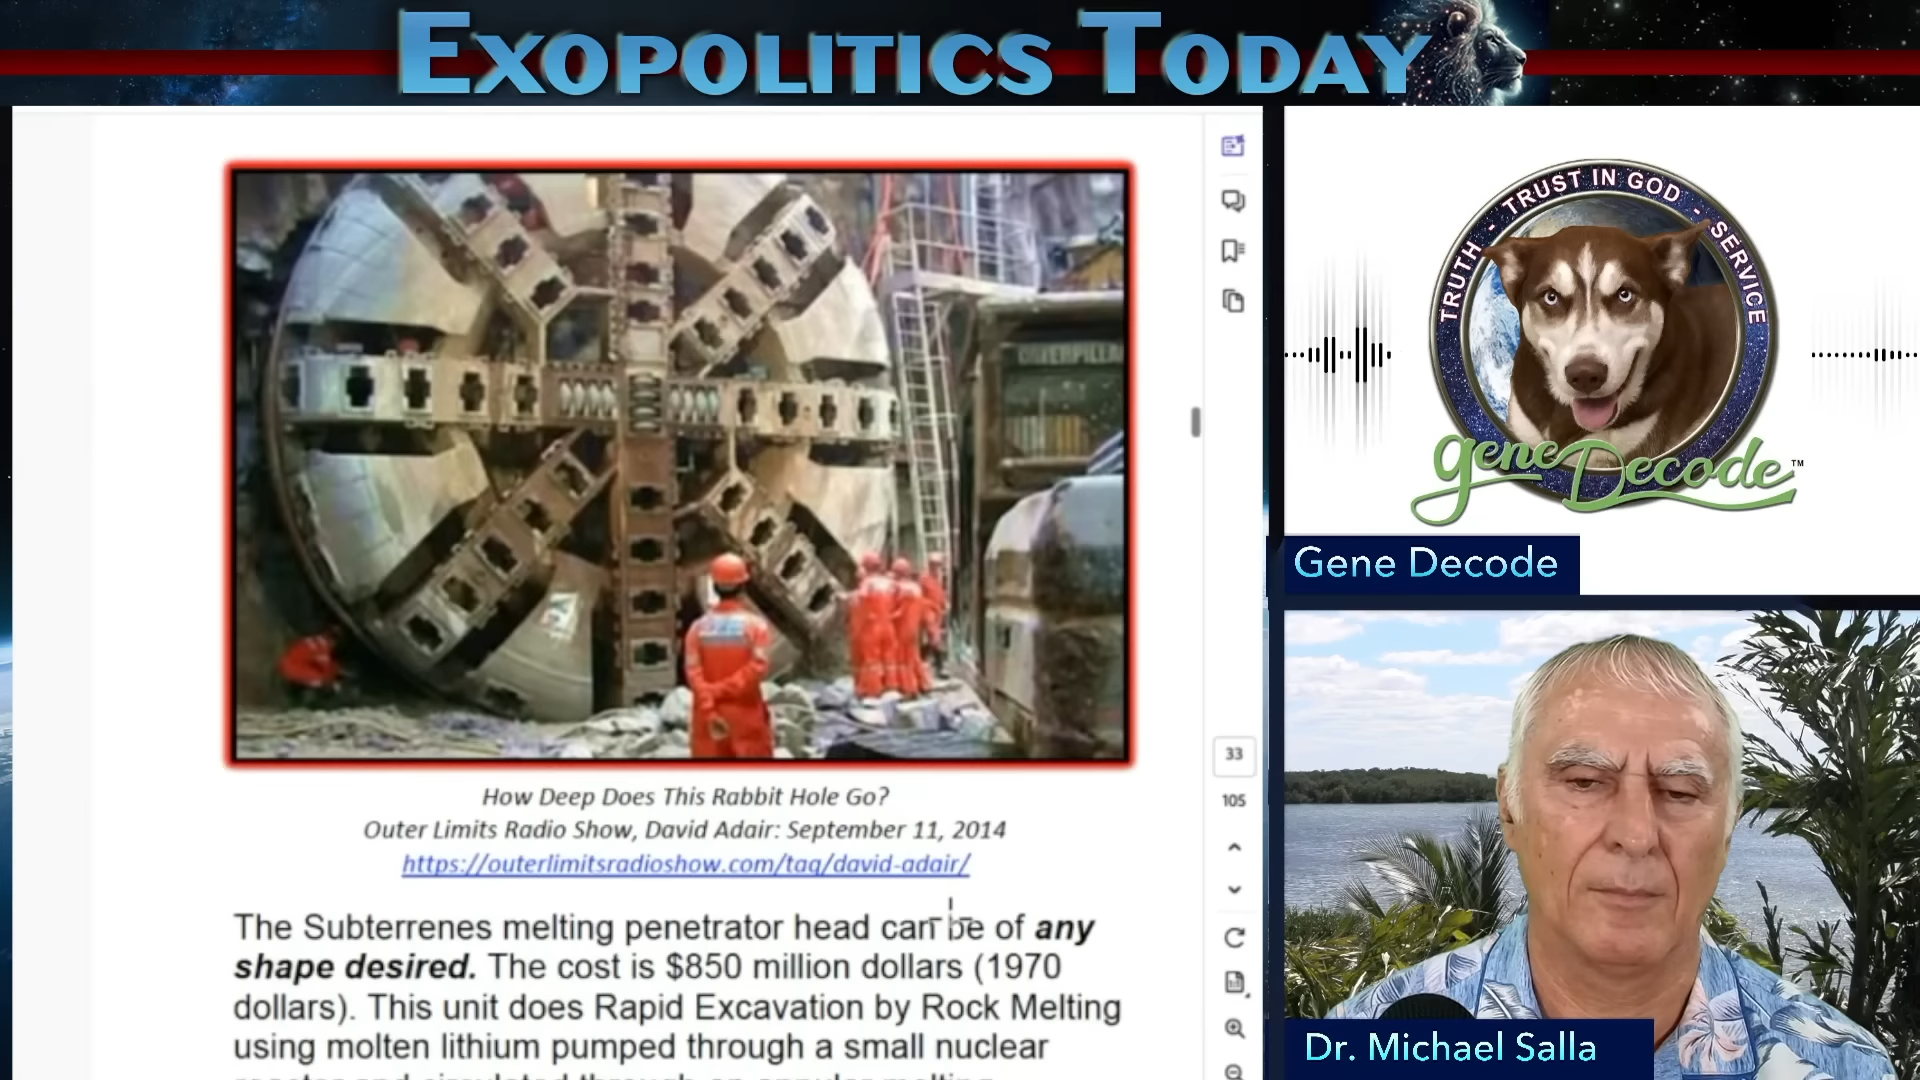 EXOPOLITICS TODAY
CATERPILLA
How Deep Does This Rabbit Hole Go?
Outer Limits Radio Show, David Adair: September 11, 2014
https://outerlimitsradioshow.com/tag/david-adair/
The Subterrenes melting penetrator head can be of any
shape desired. The cost is $850 million dollars (1970
dollars). This unit does Rapid Excavation by Rock Melting
using molten lithium pumped through a small nuclear
33
105
TRUTH - TRUST IN GOD - SERVICE
gene Decode ™
Gene Decode
Dr. Michael Salla